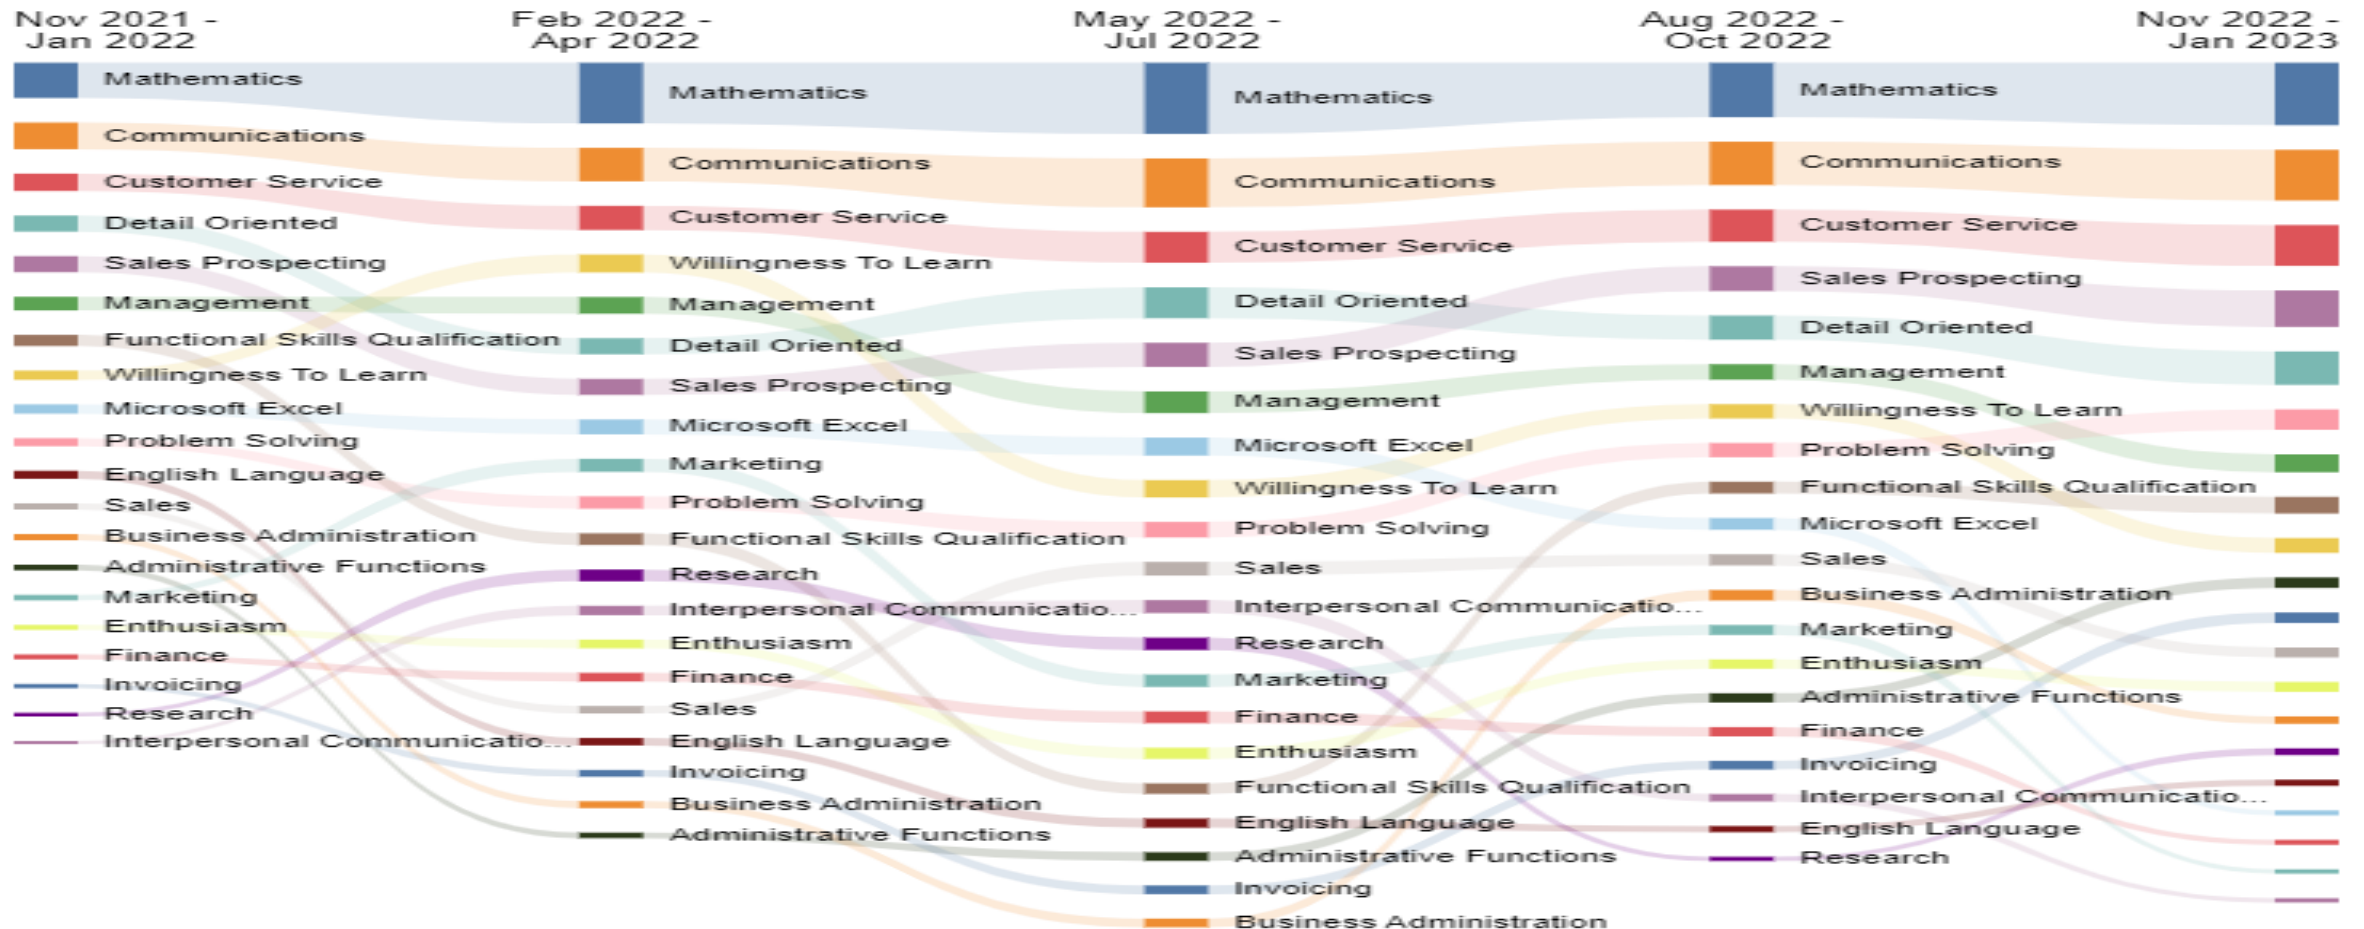 Nov 2021 -
Jan 2022
Feb 2022 -
Apr 2022
May 2022 -
Jul 2022
Aug 2022 -
Oct 2022
Nov 2022 -
Jan 2023
Mathematics
Communications
Customer Service
Detail Oriented
Sales Prospecting
Management
Functional Skills Qualification
Willingness To Learn
Microsoft Excel
Problem Solving
English Language
Sales
Business Administration
Administrative Functions
Marketing
Enthusiasm
Finance
Invoicing
Research
Interpersonal Communicatio...
Mathematics
Communications
Customer Service
Willingness To Learn
Management
Detail Oriented
Sales Prospecting
Microsoft Excel
Marketing
Problem Solving
Functional Skills Qualification
Research
Interpersonal Communicatio...
Enthusiasm
Finance
Sales
English Language
Invoicing
Business Administration
Administrative Functions
Mathematics
Communications
Customer Service
Detail Oriented
Sales Prospecting
Management
Microsoft Excel
Willingness To Learn
Problem Solving
Sales
Interpersonal Communicatio...
Research
Marketing
Finance
Enthusiasm
Functional Skills Qualification
English Language
Administrative Functions
Invoicing
Business Administration
Mathematics
Communications
Customer Service
Sales Prospecting
Detail Oriented
Management
Willingness To Learn
Problem Solving
Functional Skills Qualification
Microsoft Excel
Sales
Business Administration
Marketing
Enthusiasm
Administrative Functions
Finance
Invoicing
Interpersonal Communicatio...
English Language
Research